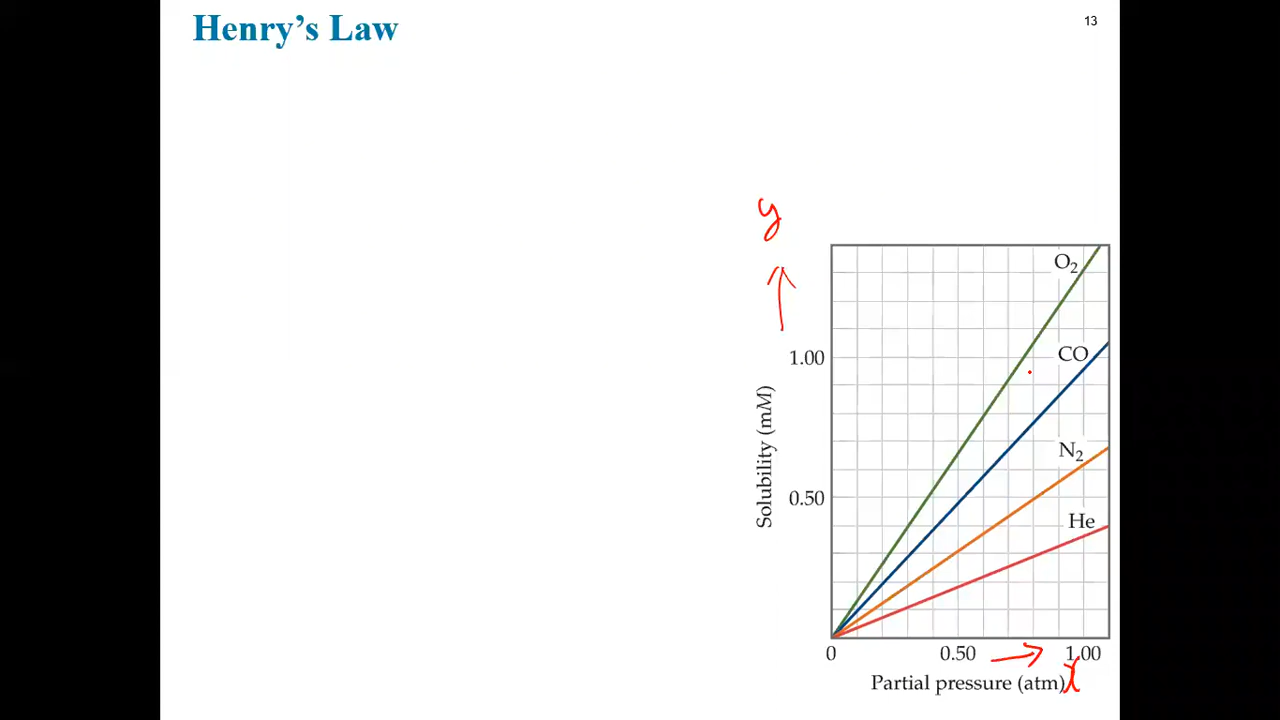 Henry's Law
13
y
O₂
CO
N₂
He
1.00
0.50
Solubility (mM)
0
0.50
1.00
Partial pressure (atm)
x